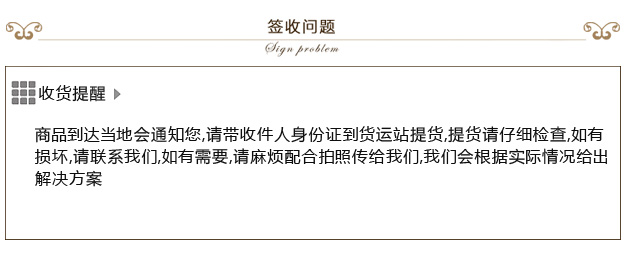 签收问题
Sign problem
收货提醒
商品到达当地会通知您,请带收件人身份证到货运站提货,提货请仔细检查,如有
损坏,请联系我们,如有需要,请麻烦配合拍照传给我们,我们会根据实际情况给出
解决方案